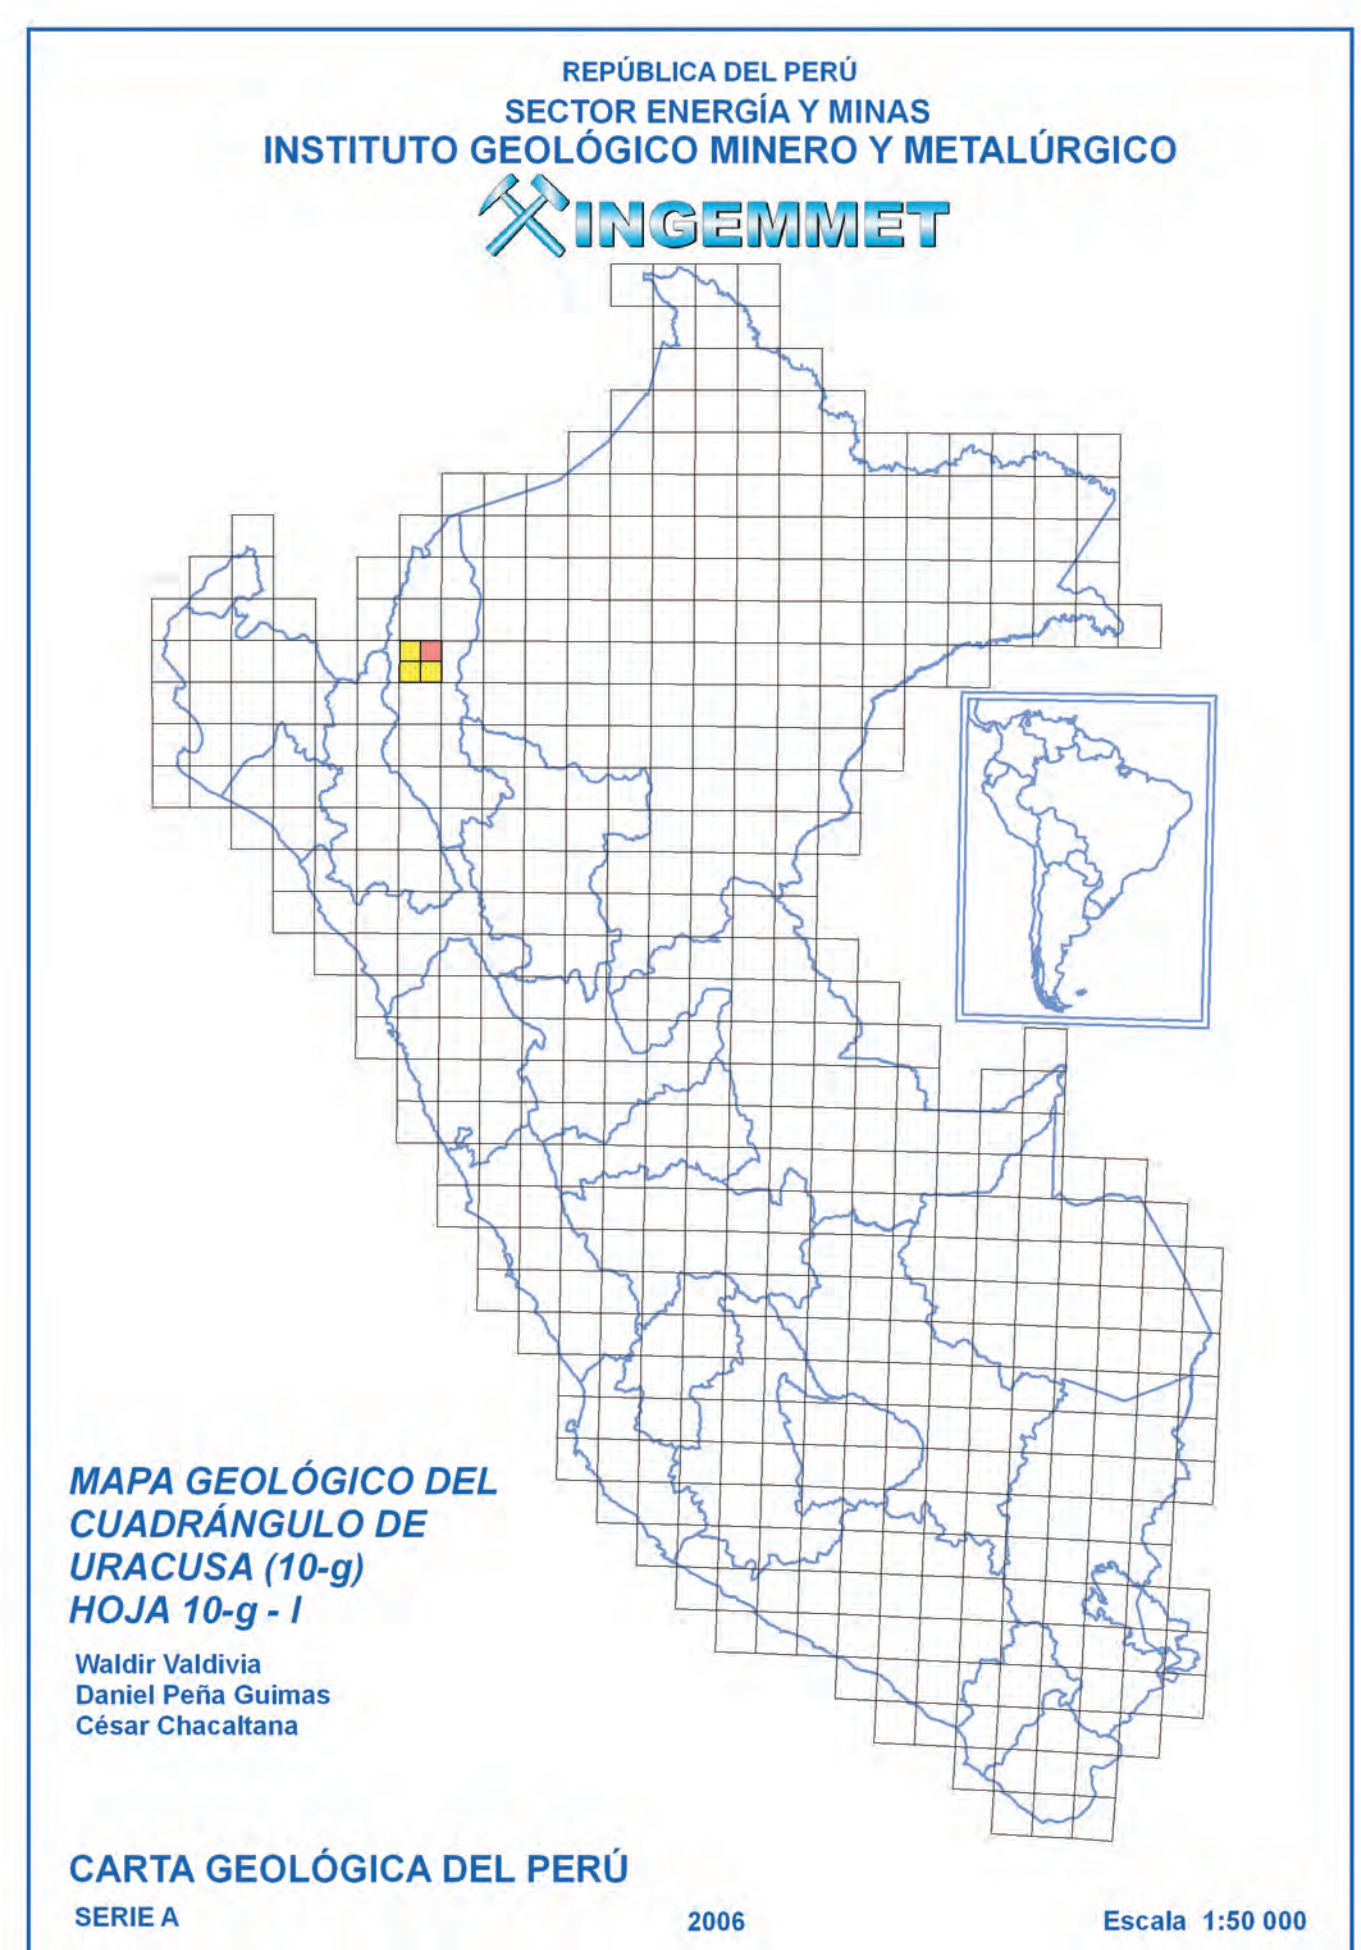 REPÚBLICA DEL PERÚ
SECTOR ENERGÍA Y MINAS
INSTITUTO GEOLÓGICO MINERO Y METALÚRGICO
INGEMMET
MAPA GEOLÓGICO DEL
CUADRÁNGULO DE
URACUSA (10-g)
HOJA 10-g - I
Waldir Valdivia
Daniel Peña Guimas
César Chacaltana
CARTA GEOLÓGICA DEL PERÚ
SERIE A
2006
Escala 1:50 000